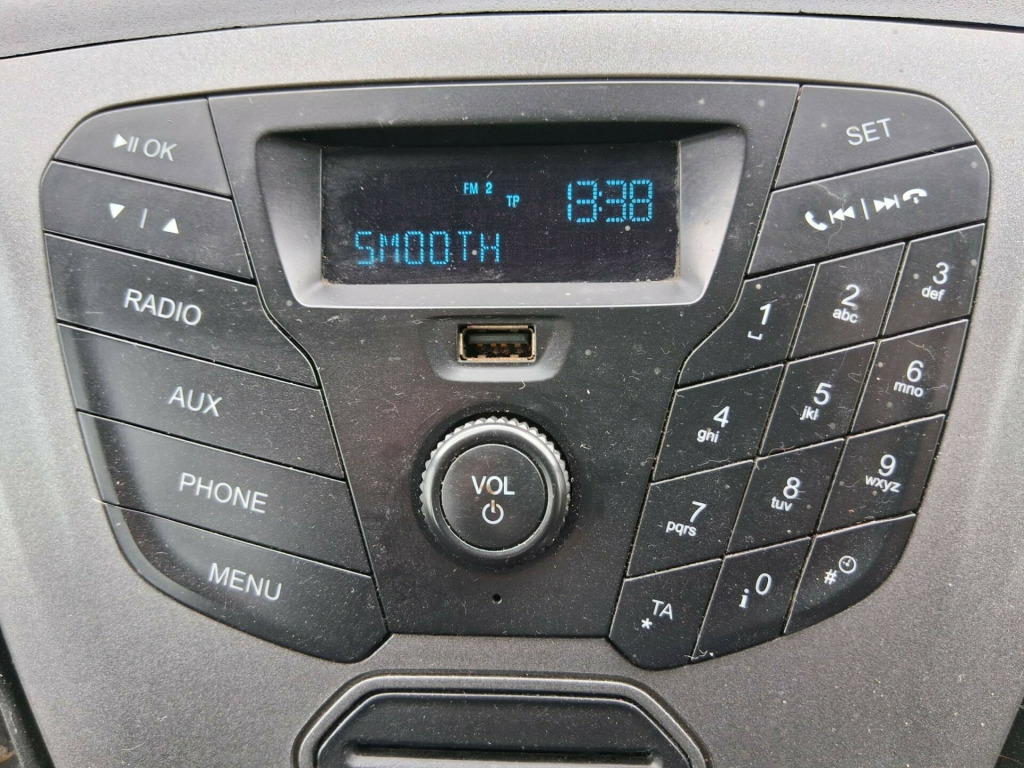 ▶II OK
▼ | ▲
RADIO
AUX
PHONE
MENU
FM 2
TP
13:38
SMOOTH
VOL
SET
|
1
2
abc
3
def
4
ghi
5
jkl
6
mno
7
pqrs
8
tuv
9
wxyz
TA
*
i 0
#